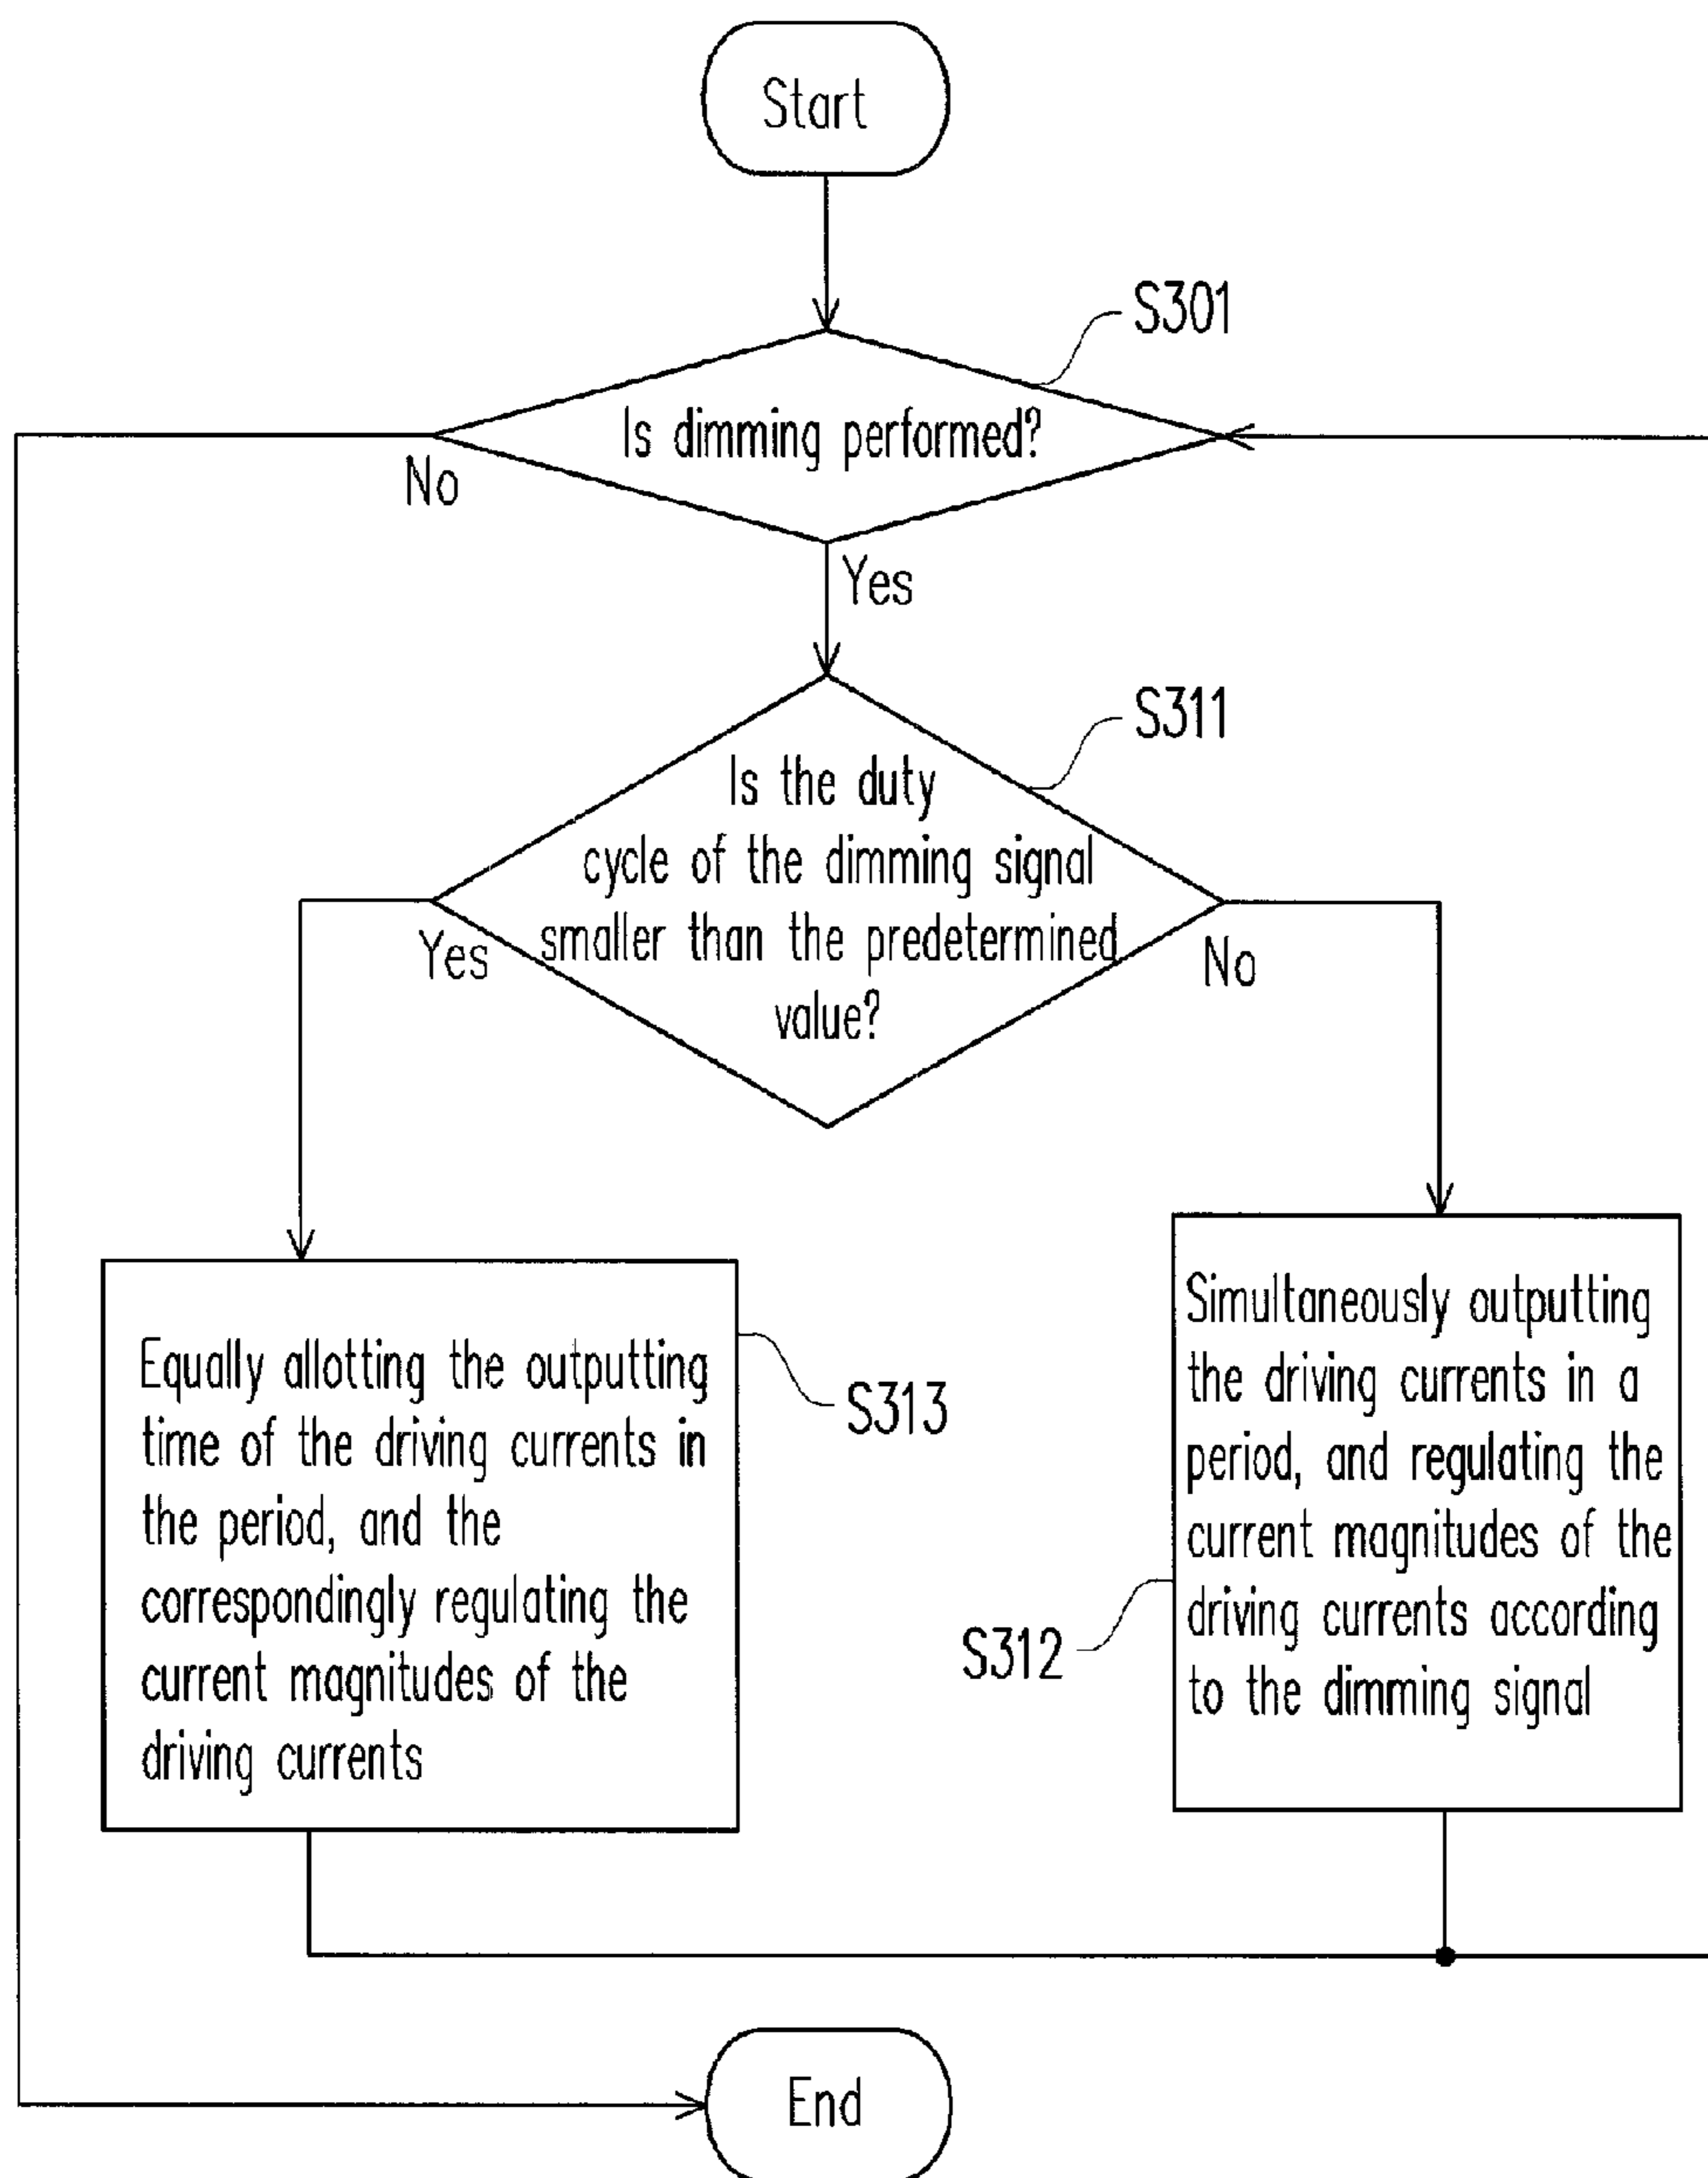 Start
S301
Is dimming performed?
No
Yes
S311
Is the duty
cycle of the dimming signal
smaller than the predetermined
value?
Yes
No
Equally allotting the outputting
time of the driving currents in
the period, and the
correspondingly regulating the
current magnitudes of the
driving currents
S313
Simultaneously outputting
the driving currents in a
period, and regulating the
current magnitudes of the
driving currents according
to the dimming signal
S312
End